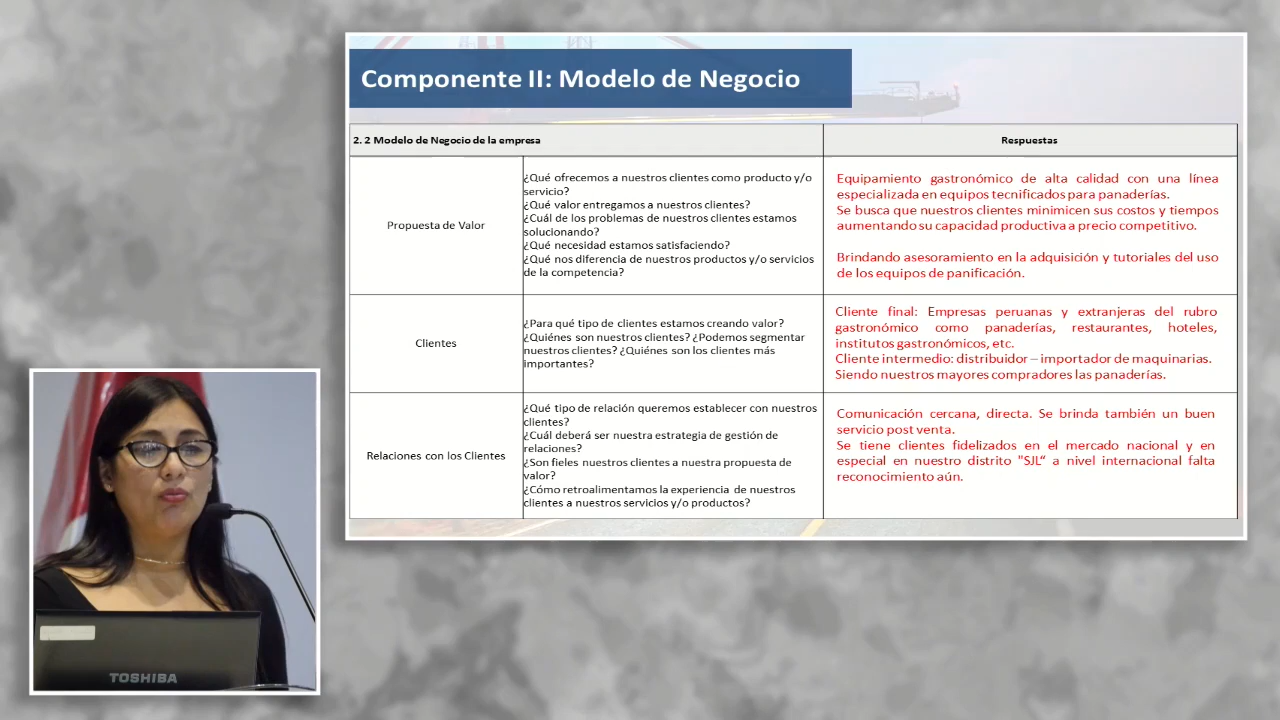 Componente II: Modelo de Negocio
2. 2 Modelo de Negocio de la empresa
Respuestas
Propuesta de Valor
¿Qué ofrecemos a nuestros clientes como producto y/o
servicio?
¿Qué valor entregamos a nuestros clientes?
¿Cuál de los problemas de nuestros clientes estamos
solucionando?
¿Qué necesidad estamos satisfaciendo?
¿Qué nos diferencia de nuestros productos y/o servicios
de la competencia?
Equipamiento gastronómico de alta calidad con una línea
especializada en equipos tecnificados para panaderías.
Se busca que nuestros clientes minimicen sus costos y tiempos
aumentando su capacidad productiva a precio competitivo.
Brindando asesoramiento en la adquisición y tutoriales del uso
de los equipos de panificación.
Clientes
¿Para qué tipo de clientes estamos creando valor?
¿Quiénes son nuestros clientes? ¿Podemos segmentar
nuestros clientes? ¿Quiénes son los clientes más
importantes?
Cliente final: Empresas peruanas y extranjeras del rubro
gastronómico como panaderías, restaurantes, hoteles,
institutos gastronómicos, etc.
Cliente intermedio: distribuidor – importador de maquinarias.
Siendo nuestros mayores compradores las panaderías.
Relaciones con los Clientes
¿Qué tipo de relación queremos establecer con nuestros
clientes?
¿Cuál deberá ser nuestra estrategia de gestión de
relaciones?
¿Son fieles nuestros clientes a nuestra propuesta de
valor?
¿Cómo retroalimentamos la experiencia de nuestros
clientes a nuestros servicios y/o productos?
Comunicación cercana, directa. Se brinda también un buen
servicio post venta.
Se tiene clientes fidelizados en el mercado nacional y en
especial en nuestro distrito "SJL“ a nivel internacional falta
reconocimiento aún.
TOSHIBA